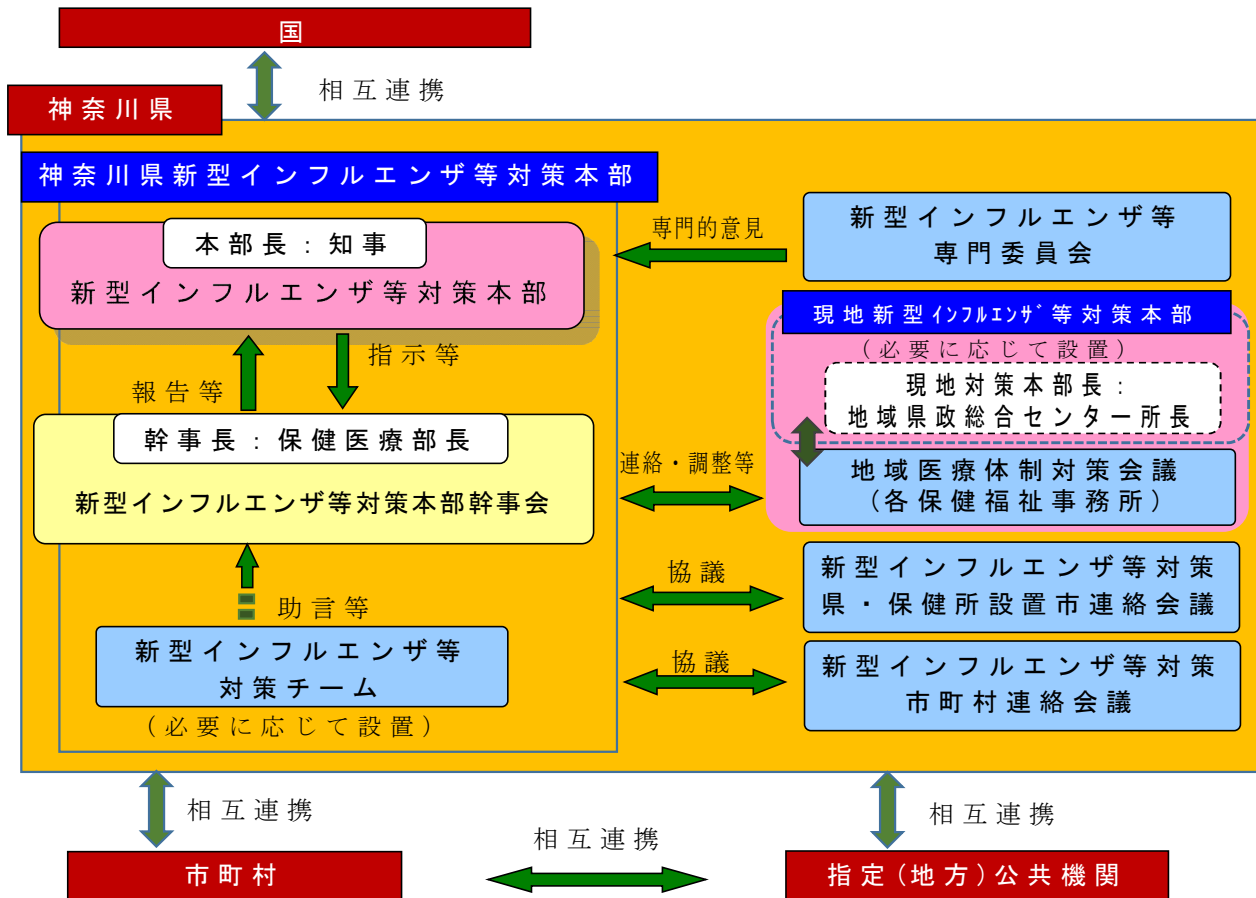 国
相互連携
神奈川県
神奈川県新型インフルエンザ等対策本部
本部長：知事
新型インフルエンザ等対策本部
専門的意見
新型インフルエンザ等
専門委員会
指示等
報告等
現地新型インフルエンザ等対策本部
（必要に応じて設置）
現地対策本部長：
地域県政総合センター所長
幹事長：保健医療部長
新型インフルエンザ等対策本部幹事会
連絡・調整等
地域医療体制対策会議
（各保健福祉事務所）
助言等
新型インフルエンザ等
対策チーム
（必要に応じて設置）
協議
新型インフルエンザ等対策
県・保健所設置市連絡会議
協議
新型インフルエンザ等対策
市町村連絡会議
相互連携
相互連携
相互連携
市町村
指定（地方）公共機関